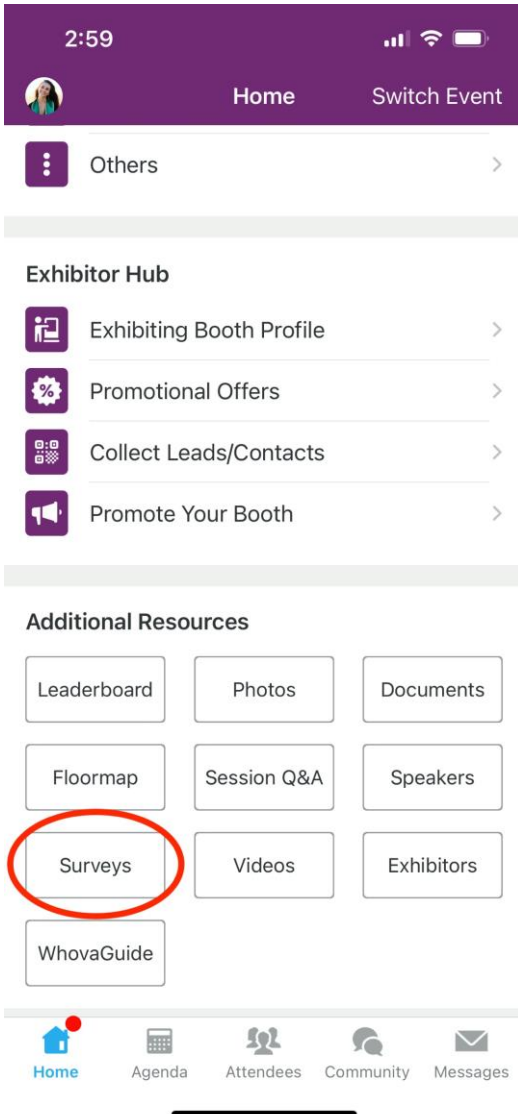 2:59
Home Switch Event
Others
Exhibitor Hub
Exhibiting Booth Profile
Promotional Offers
Collect Leads/Contacts
Promote Your Booth
Additional Resources
Leaderboard Photos Documents
Floormap Session Q&A Speakers
Surveys Videos Exhibitors
WhovaGuide
Home Agenda Attendees Community Messages